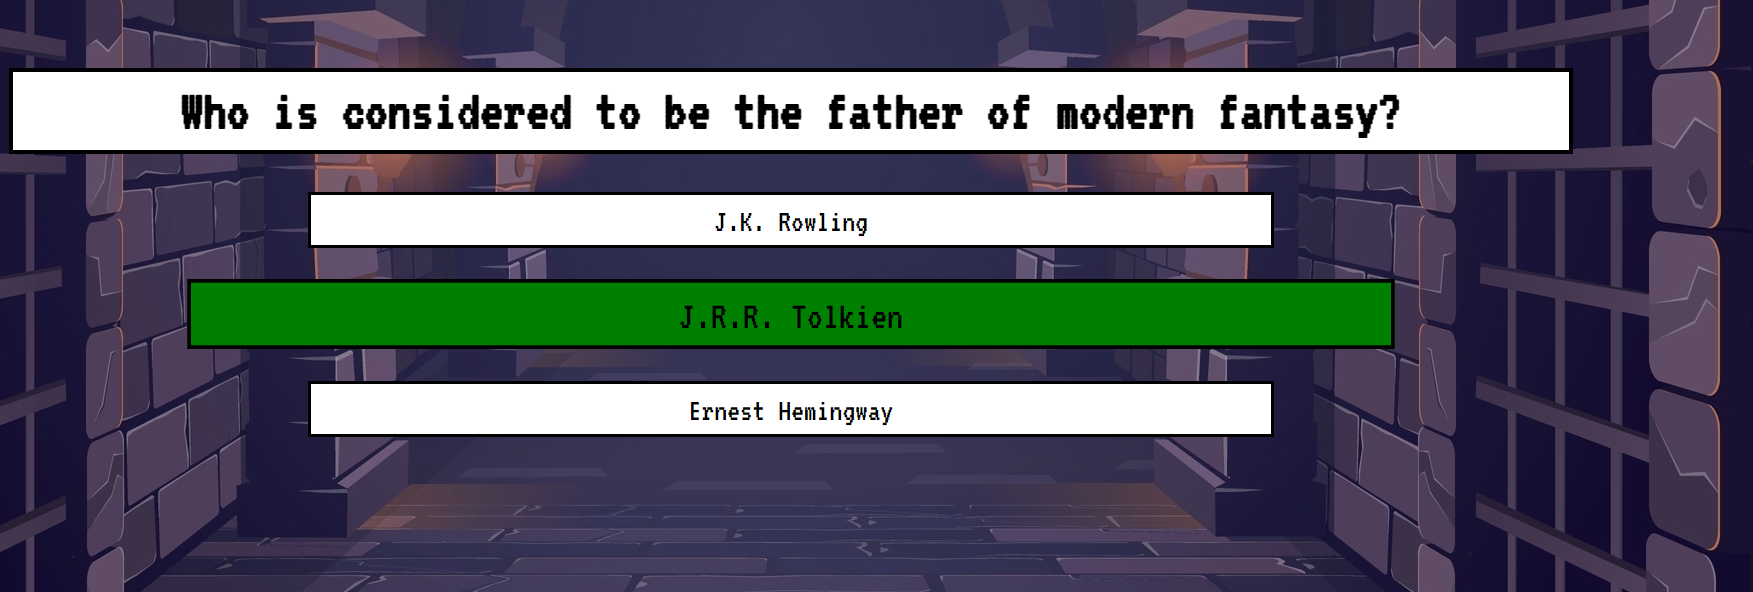 Who is considered to be the father of modern fantasy?
J.K. Rowling
J.R.R. Tolkien
Ernest Hemingway